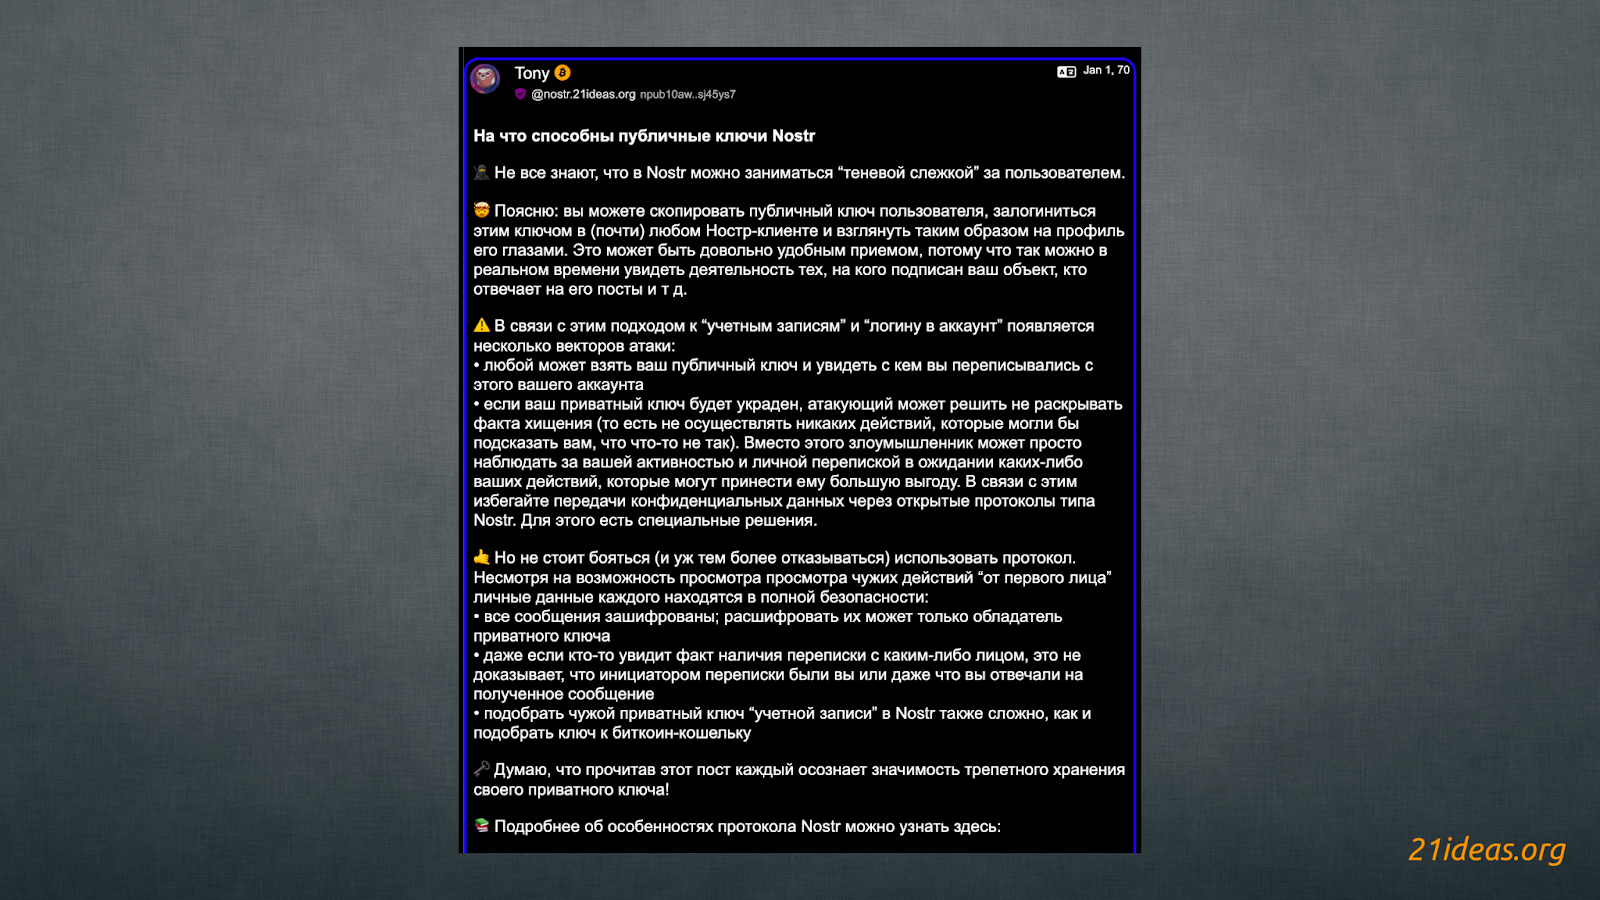 Tony
Jan 1, 70
@nostr.21ideas.org npub10aw..sj45ys7
На что способны публичные ключи Nostr
Не все знают, что в Nostr можно заниматься “теневой слежкой” за пользователем.
Поясню: вы можете скопировать публичный ключ пользователя, залогиниться
этим ключом в (почти) любом Ностр-клиенте и взглянуть таким образом на профиль
его глазами. Это может быть довольно удобным приемом, потому что так можно в
реальном времени увидеть деятельность тех, на кого подписан ваш объект, кто
отвечает на его посты и т д.
В связи с этим подходом к “учетным записям” и “логину в аккаунт” появляется
несколько векторов атаки:
• любой может взять ваш публичный ключ и увидеть с кем вы переписывались с
этого вашего аккаунта
• если ваш приватный ключ будет украден, атакующий может решить не раскрывать
факта хищения (то есть не осуществлять никаких действий, которые могли бы
подсказать вам, что что-то не так). Вместо этого злоумышленник может просто
наблюдать за вашей активностью и личной перепиской в ожидании каких-либо
ваших действий, которые могут принести ему большую выгоду. В связи с этим
избегайте передачи конфиденциальных данных через открытые протоколы типа
Nostr. Для этого есть специальные решения.
Но не стоит бояться (и уж тем более отказываться) использовать протокол.
Несмотря на возможность просмотра просмотра чужих действий “от первого лица”
личные данные каждого находятся в полной безопасности:
• все сообщения зашифрованы; расшифровать их может только обладатель
приватного ключа
• даже если кто-то увидит факт наличия переписки с каким-либо лицом, это не
доказывает, что инициатором переписки были вы или даже что вы отвечали на
полученное сообщение
• подобрать чужой приватный ключ “учетной записи” в Nostr также сложно, как и
подобрать ключ к биткоин-кошельку
Думаю, что прочитав этот пост каждый осознает значимость трепетного хранения
своего приватного ключа!
Подробнее об особенностях протокола Nostr можно узнать здесь:
21ideas.org